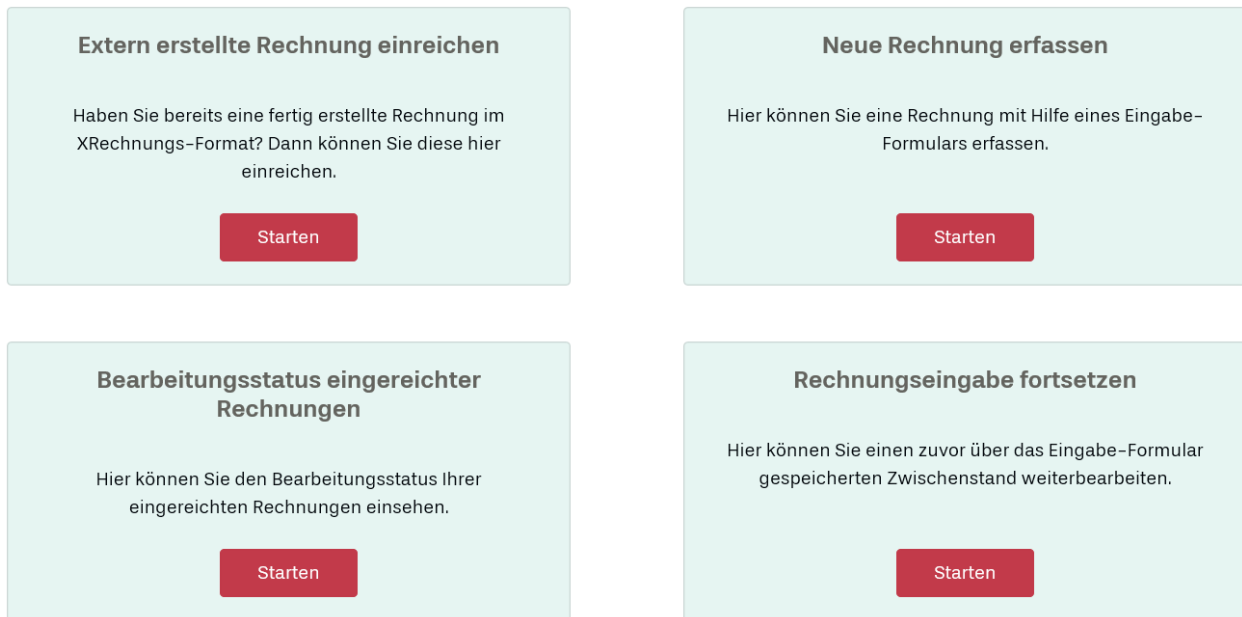 Extern erstellte Rechnung einreichen
Haben Sie bereits eine fertig erstellte Rechnung im
XRechnungs-Format? Dann können Sie diese hier
einreichen.
Starten
Neue Rechnung erfassen
Hier können Sie eine Rechnung mit Hilfe eines Eingabe-
Formulars erfassen.
Starten
Bearbeitungsstatus eingereichter
Rechnungen
Hier können Sie den Bearbeitungsstatus Ihrer
eingereichten Rechnungen einsehen.
Starten
Rechnungseingabe fortsetzen
Hier können Sie einen zuvor über das Eingabe-Formular
gespeicherten Zwischenstand weiterbearbeiten.
Starten